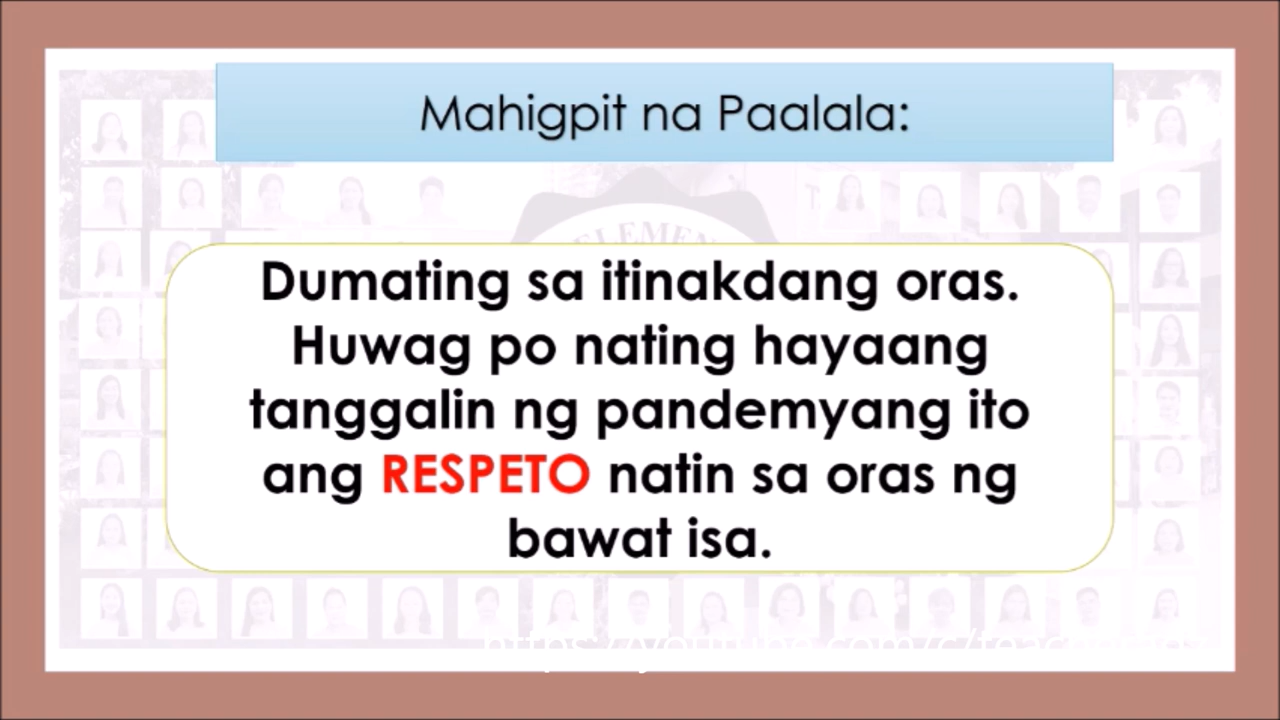 Mahigpit na Paalala:
ELEMEN
Dumating sa itinakdang oras.
Huwag po nating hayaang
tanggalin ng pandemyang ito
ang RESPETO natin sa oras ng
bawat isa.